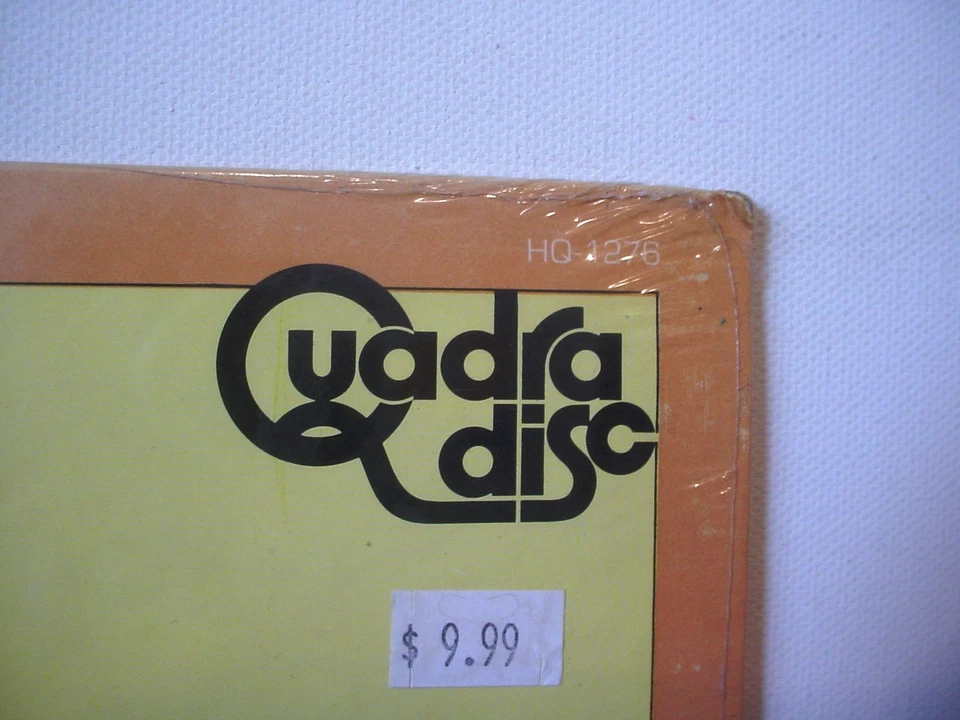 HQ-1276
Quadra
disc
$ 9.99